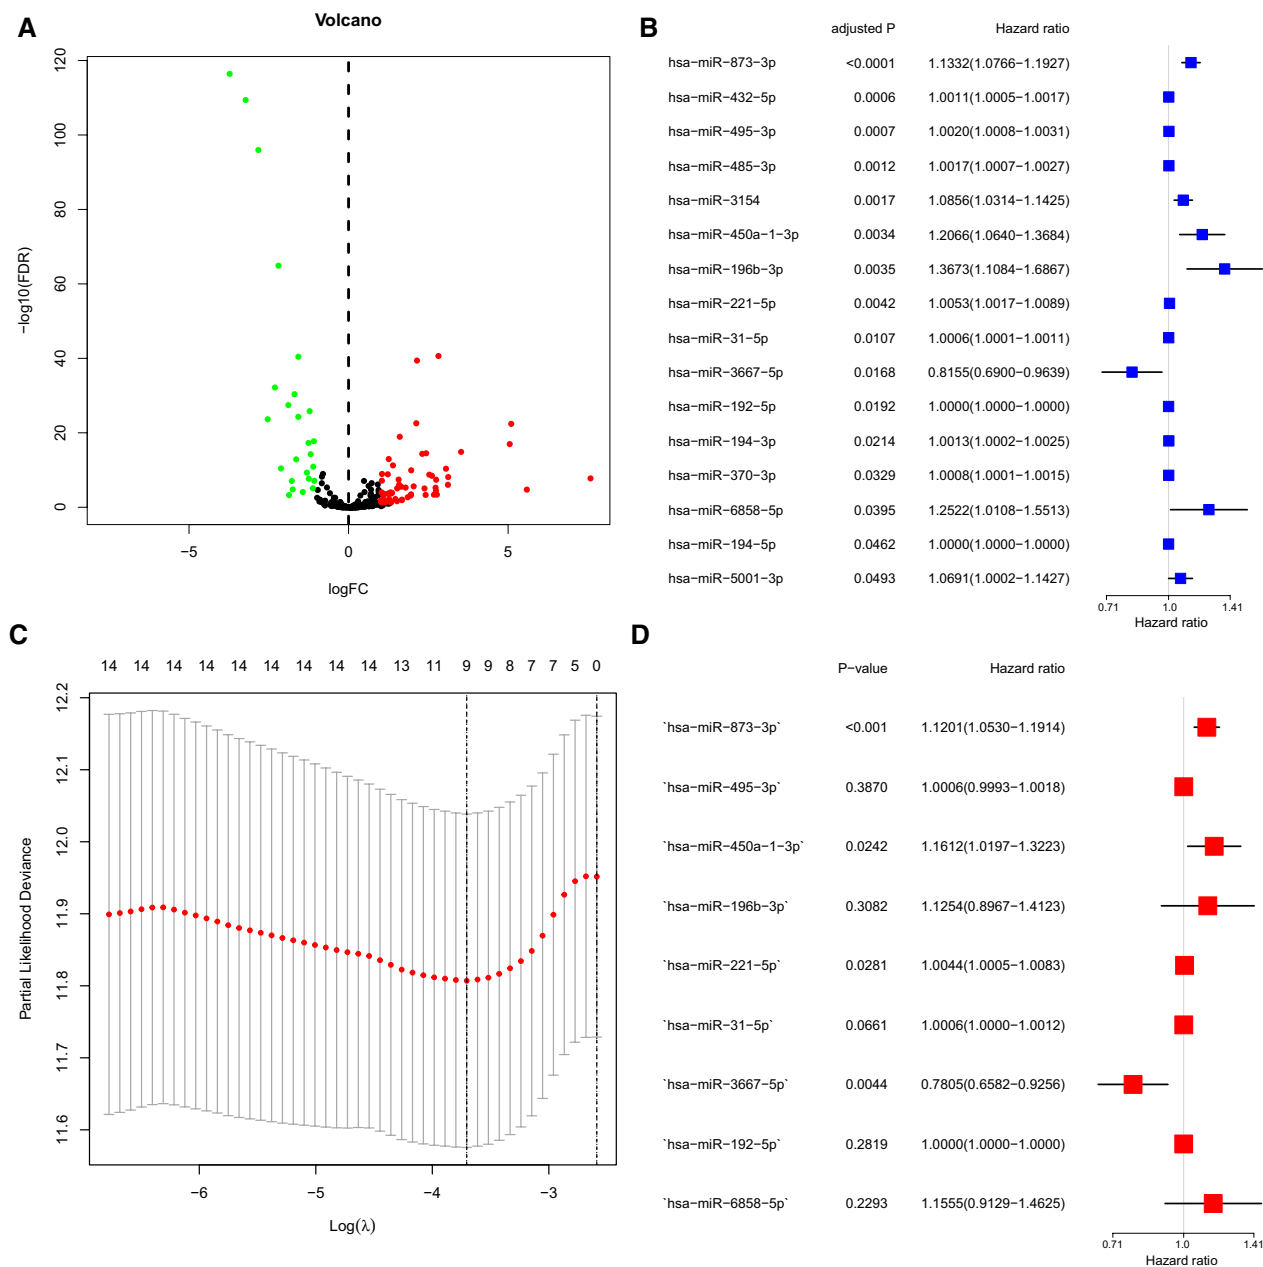 A
Volcano
120
100
80
60
40
20
0
−log10(FDR)
−5 0 5
logFC
B
adjusted P Hazard ratio
hsa−miR−873−3p <0.0001 1.1332(1.0766−1.1927)
hsa−miR−432−5p 0.0006 1.0011(1.0005−1.0017)
hsa−miR−495−3p 0.0007 1.0020(1.0008−1.0031)
hsa−miR−485−3p 0.0012 1.0017(1.0007−1.0027)
hsa−miR−3154 0.0017 1.0856(1.0314−1.1425)
hsa−miR−450a−1−3p 0.0034 1.2066(1.0640−1.3684)
hsa−miR−196b−3p 0.0035 1.3673(1.1084−1.6867)
hsa−miR−221−5p 0.0042 1.0053(1.0017−1.0089)
hsa−miR−31−5p 0.0107 1.0006(1.0001−1.0011)
hsa−miR−3667−5p 0.0168 0.8155(0.6900−0.9639)
hsa−miR−192−5p 0.0192 1.0000(1.0000−1.0000)
hsa−miR−194−3p 0.0214 1.0013(1.0002−1.0025)
hsa−miR−370−3p 0.0329 1.0008(1.0001−1.0015)
hsa−miR−6858−5p 0.0395 1.2522(1.0108−1.5513)
hsa−miR−194−5p 0.0462 1.0000(1.0000−1.0000)
hsa−miR−5001−3p 0.0493 1.0691(1.0002−1.1427)
0.71 1.0 1.41
Hazard ratio
C
14 14 14 14 14 14 14 14 14 13 11 9 9 8 7 7 5 0
12.2
12.1
12.0
11.9
11.8
11.7
11.6
Partial Likelihood Deviance
−6 −5 −4 −3
Log(λ)
D
P−value Hazard ratio
`hsa−miR−873−3p` <0.001 1.1201(1.0530−1.1914)
`hsa−miR−495−3p` 0.3870 1.0006(0.9993−1.0018)
`hsa−miR−450a−1−3p` 0.0242 1.1612(1.0197−1.3223)
`hsa−miR−196b−3p` 0.3082 1.1254(0.8967−1.4123)
`hsa−miR−221−5p` 0.0281 1.0044(1.0005−1.0083)
`hsa−miR−31−5p` 0.0661 1.0006(1.0000−1.0012)
`hsa−miR−3667−5p` 0.0044 0.7805(0.6582−0.9256)
`hsa−miR−192−5p` 0.2819 1.0000(1.0000−1.0000)
`hsa−miR−6858−5p` 0.2293 1.1555(0.9129−1.4625)
0.71 1.0 1.41
Hazard ratio